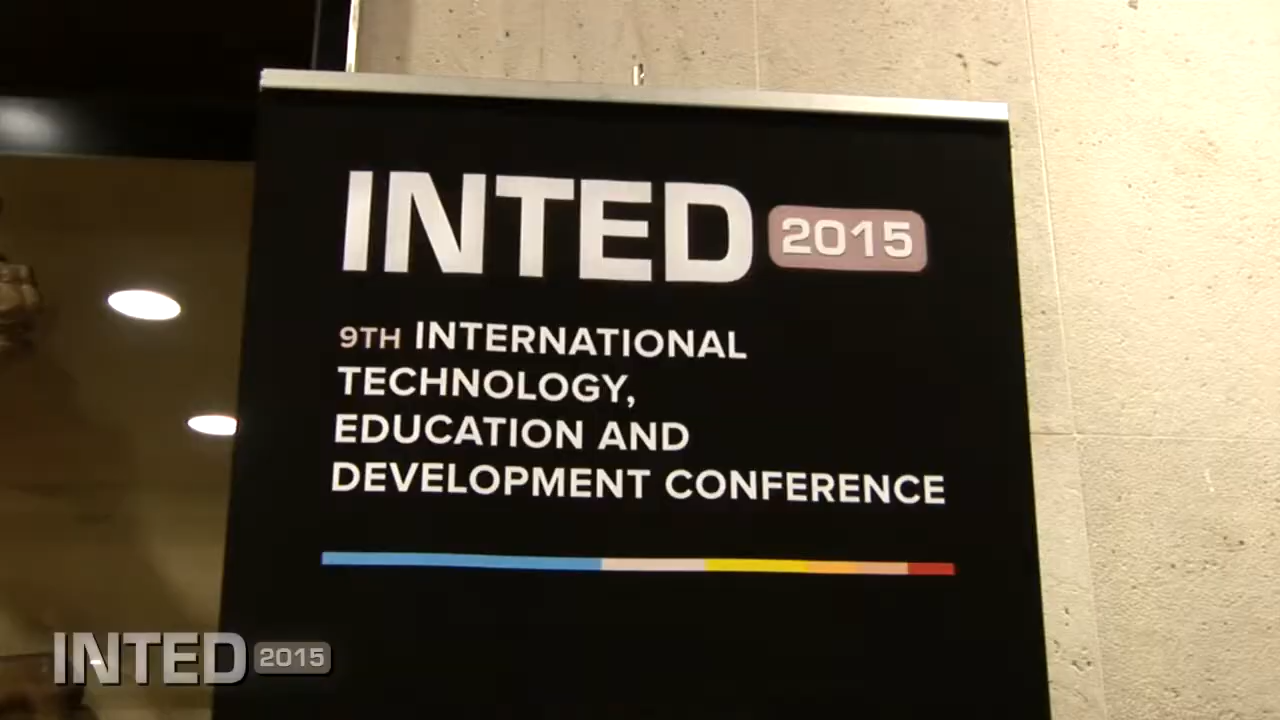 INTED 2015
9TH INTERNATIONAL
TECHNOLOGY,
EDUCATION AND
DEVELOPMENT CONFERENCE
INTED 2015